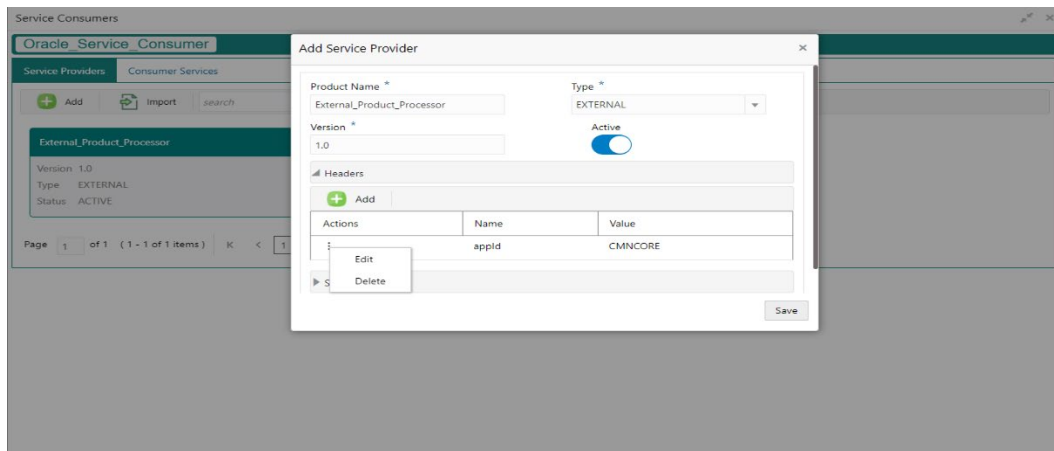 Service Consumers
Oracle_Service_Consumer
Service Providers Consumer Services
Add Import search
External_Product_Processor
Version 1.0
Type EXTERNAL
Status ACTIVE
Page 1 of 1 (1 - 1 of 1 items) K < 1
Add Service Provider ×
Product Name * Type *
External_Product_Processor EXTERNAL
Version * Active
1.0
Headers
Add
Actions Name Value
appId CMNCORE
Edit
Delete
S
Save